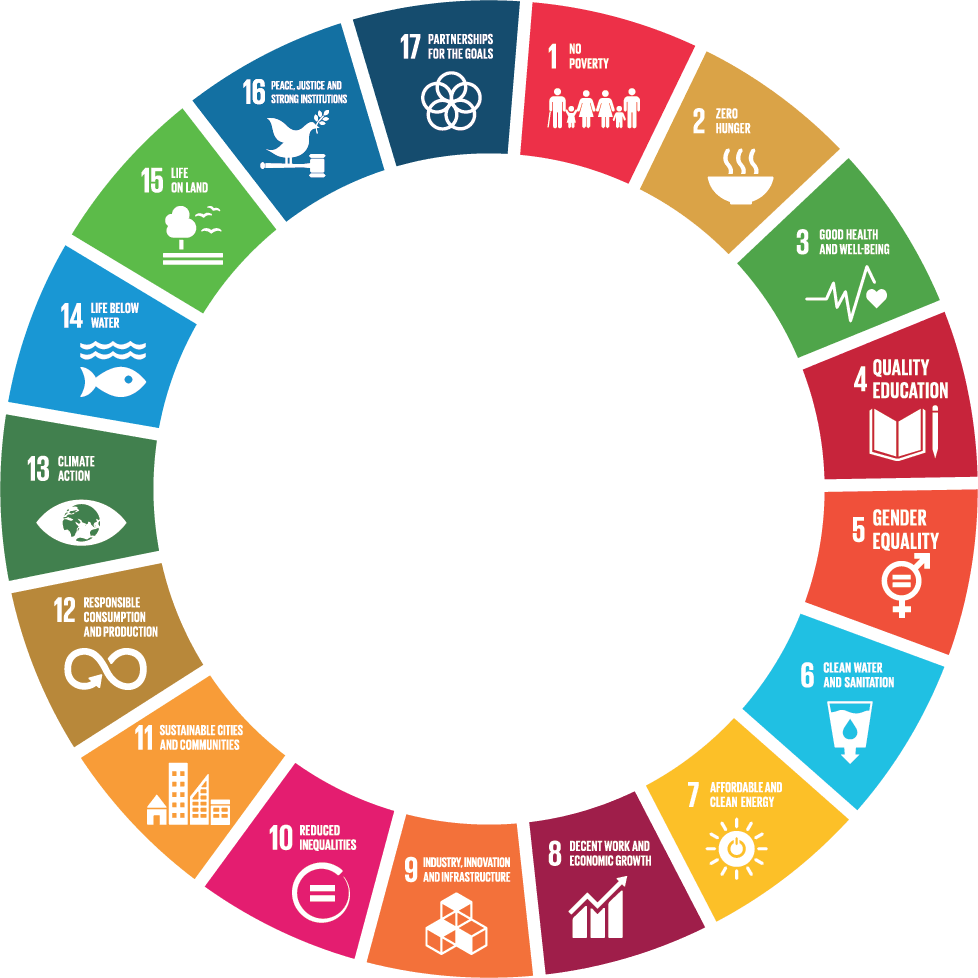 1 NO
POVERTY
2 ZERO
HUNGER
3 GOOD HEALTH
AND WELL-BEING
4 QUALITY
EDUCATION
5 GENDER
EQUALITY
6 CLEAN WATER
AND SANITATION
7 AFFORDABLE AND
CLEAN ENERGY
8 DECENT WORK AND
ECONOMIC GROWTH
9 INDUSTRY, INNOVATION
AND INFRASTRUCTURE
10 REDUCED
INEQUALITIES
11 SUSTAINABLE CITIES
AND COMMUNITIES
12 RESPONSIBLE
CONSUMPTION
AND PRODUCTION
13 CLIMATE
ACTION
14 LIFE BELOW
WATER
15 LIFE
ON LAND
16 PEACE, JUSTICE AND
STRONG INSTITUTIONS
17 PARTNERSHIPS
FOR THE GOALS